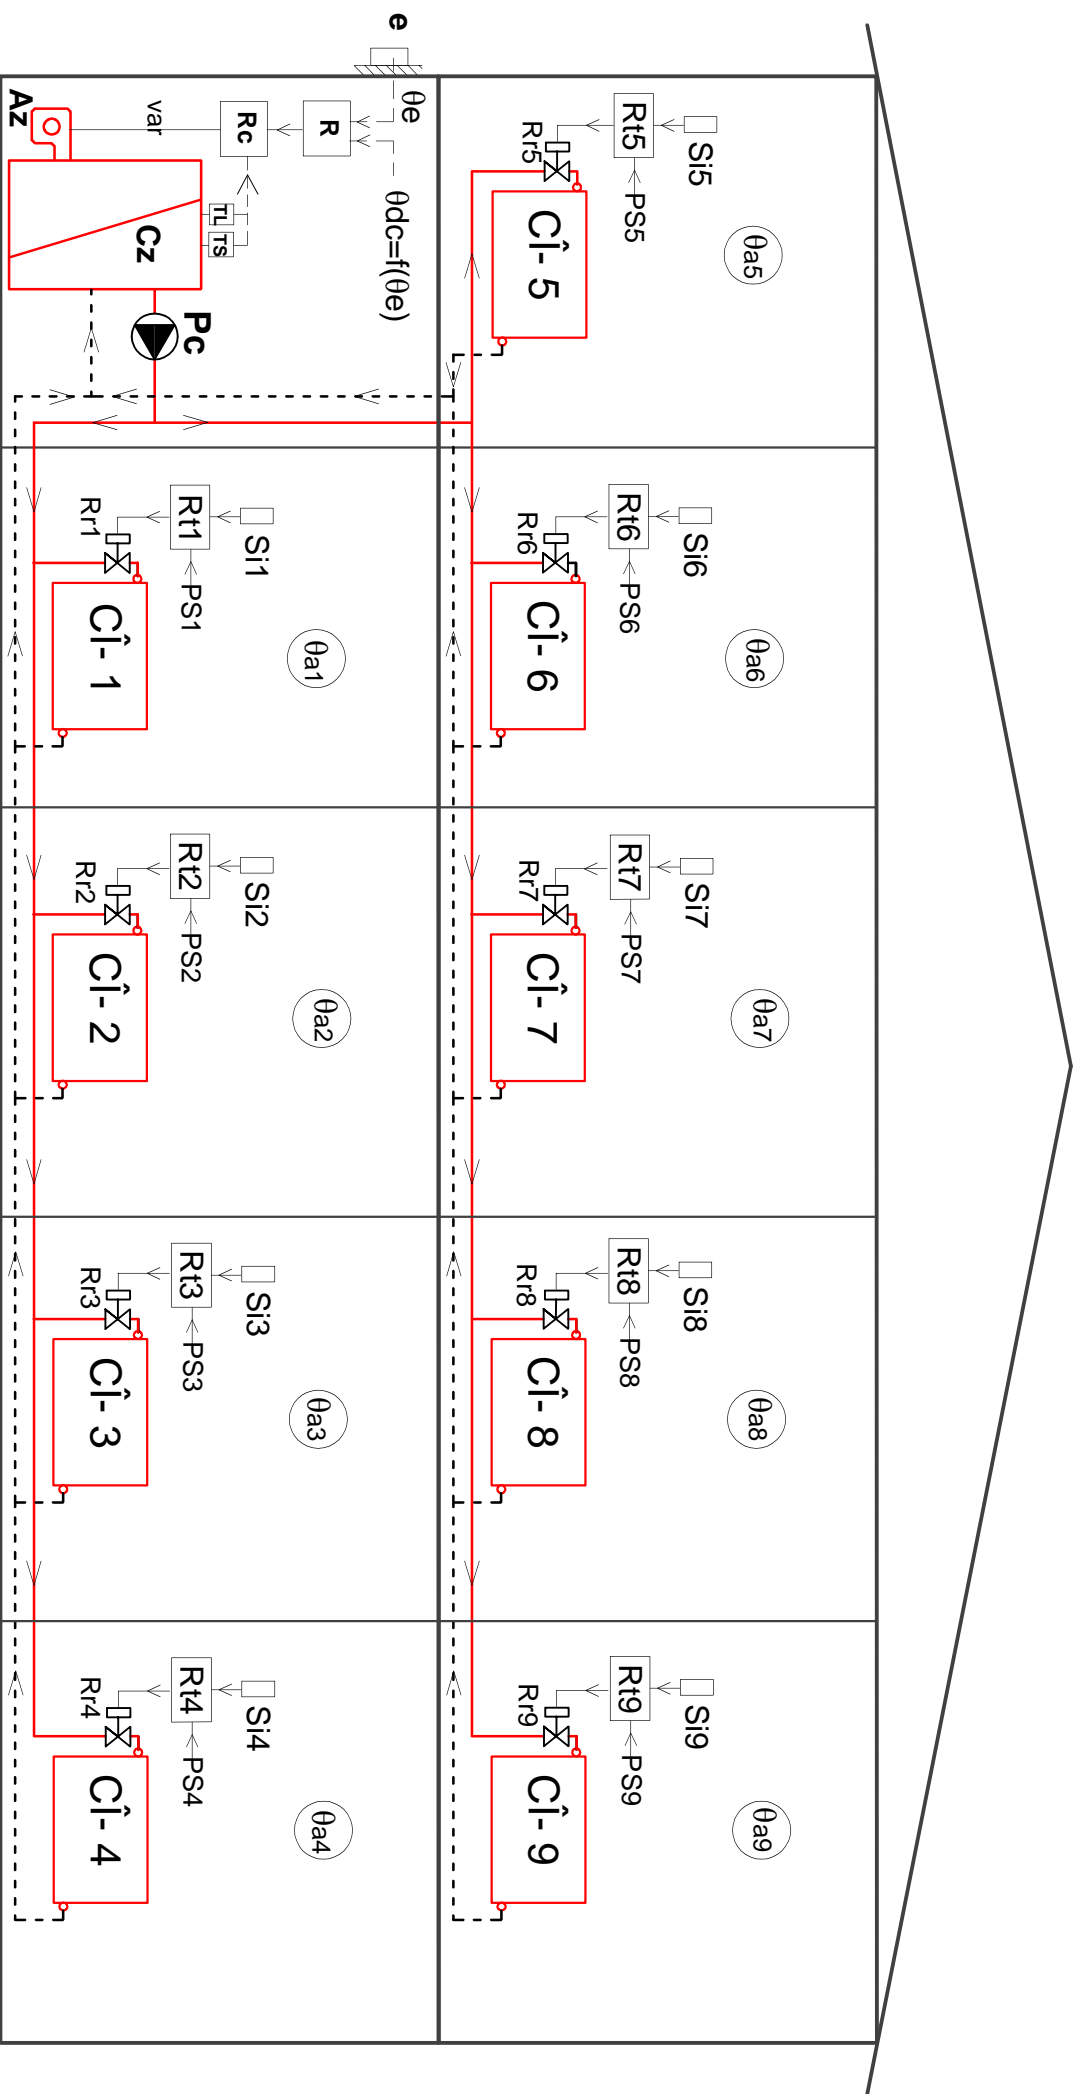 e
θe
θdc=f(θe)
R
Rc
var
Az
TL
TS
Cz
Pc
Si5
Rt5
PS5
Rr5
CÎ- 5
θa5
Si6
Rt6
PS6
Rr6
CÎ- 6
θa6
Si7
Rt7
PS7
Rr7
CÎ- 7
θa7
Si8
Rt8
PS8
Rr8
CÎ- 8
θa8
Si9
Rt9
PS9
Rr9
CÎ- 9
θa9
Si1
Rt1
PS1
Rr1
CÎ- 1
θa1
Si2
Rt2
PS2
Rr2
CÎ- 2
θa2
Si3
Rt3
PS3
Rr3
CÎ- 3
θa3
Si4
Rt4
PS4
Rr4
CÎ- 4
θa4